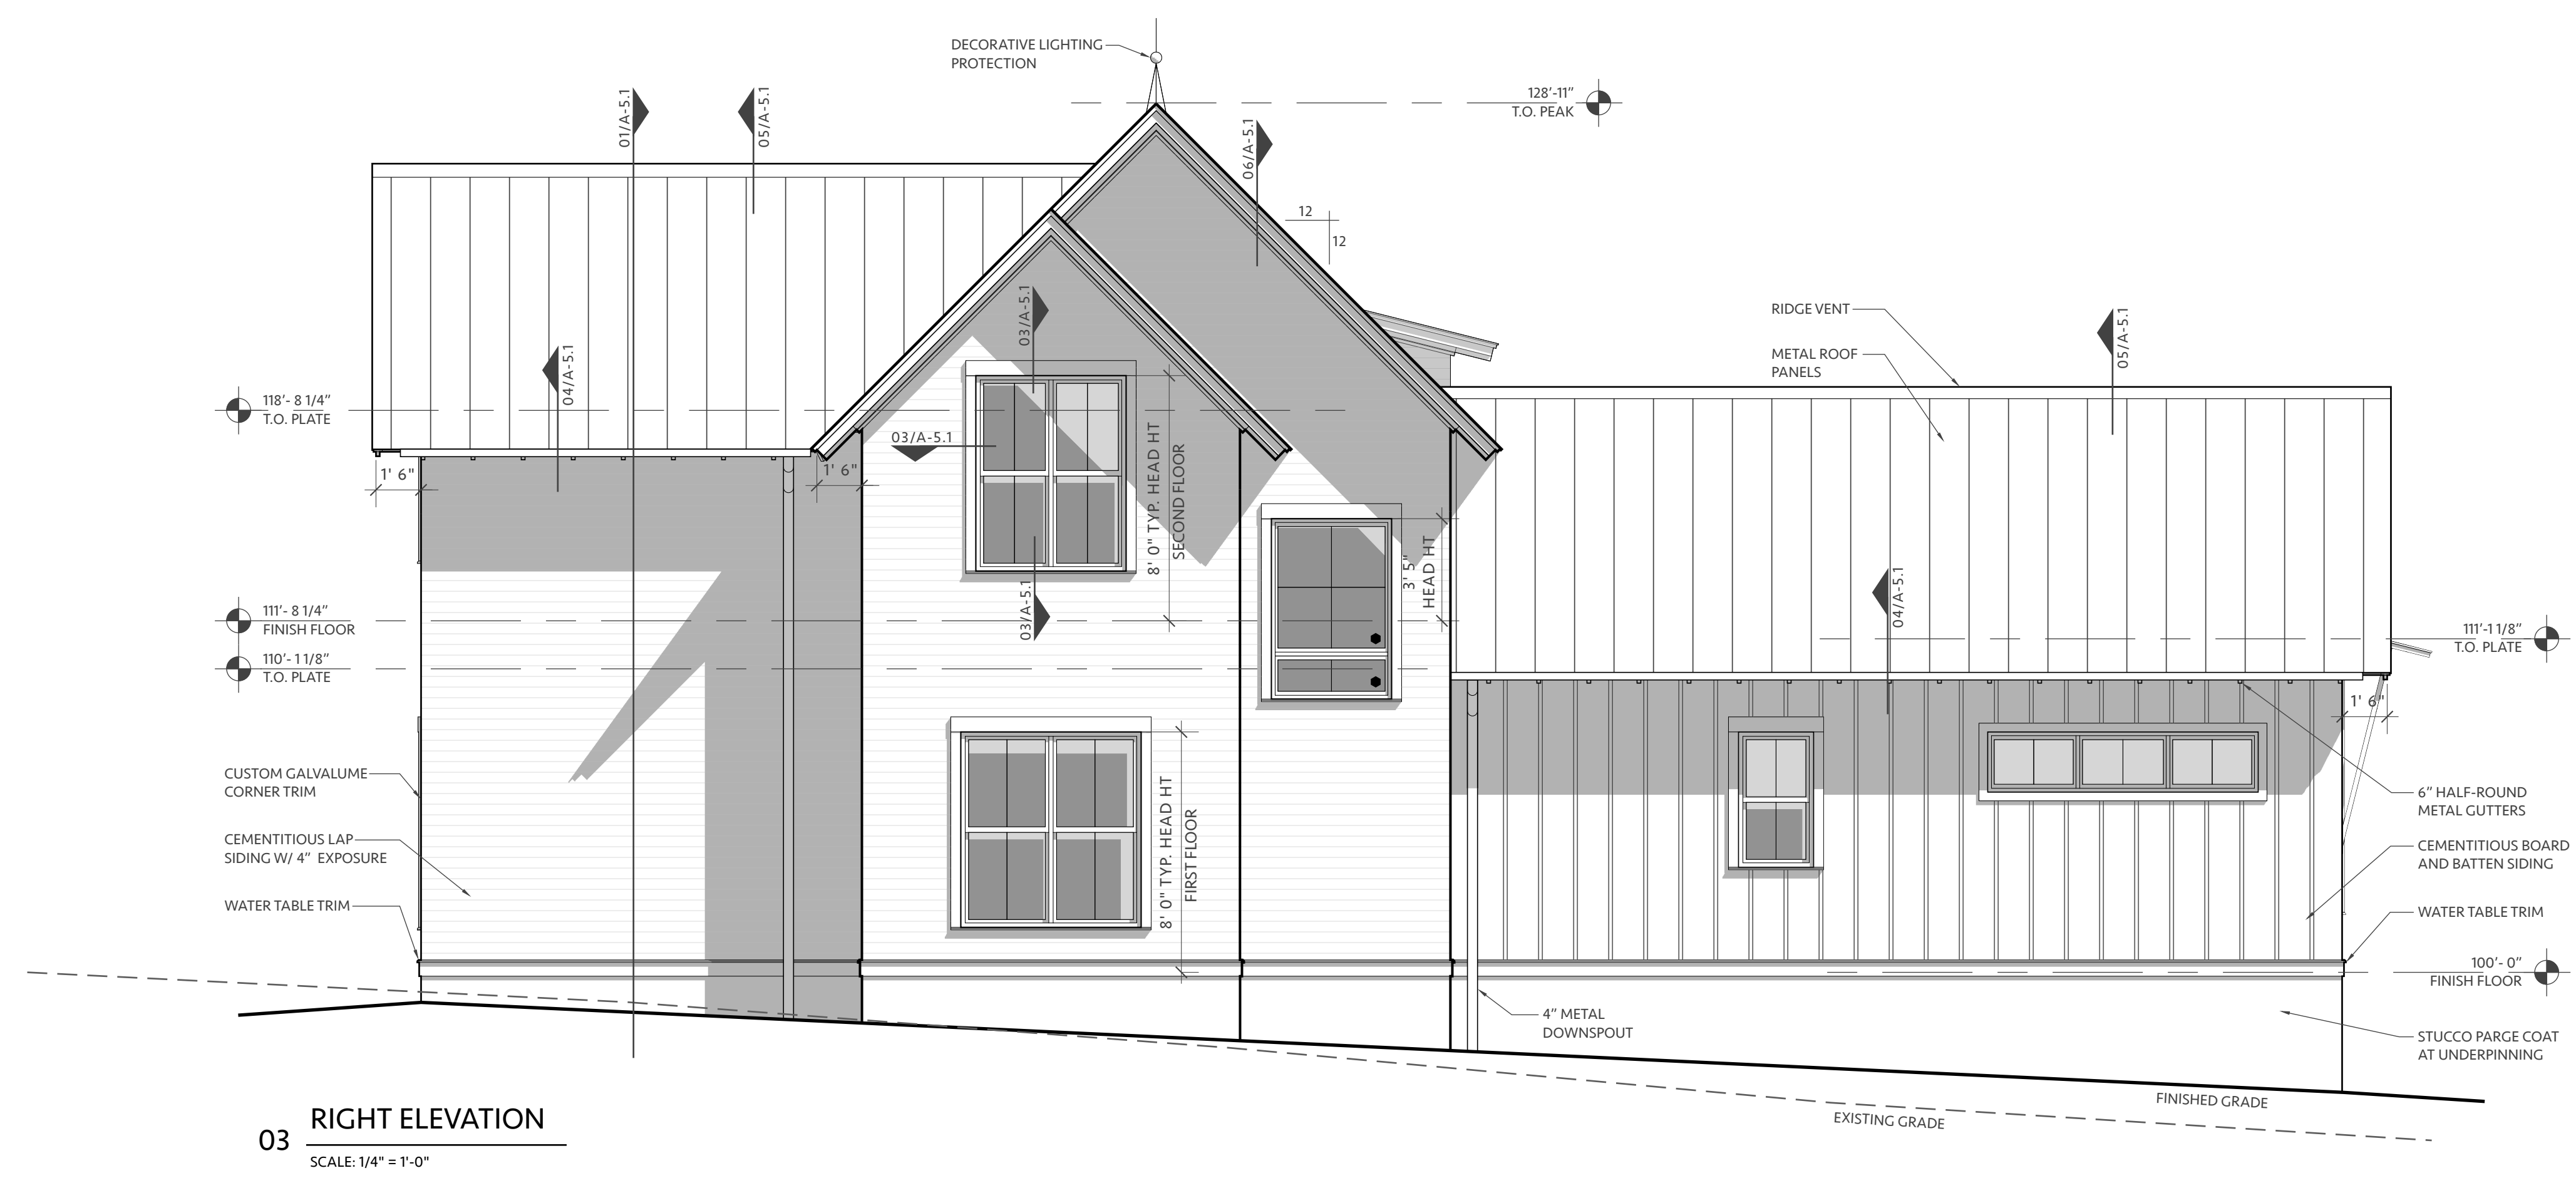 DECORATIVE LIGHTING
PROTECTION
128'-11"
T.O. PEAK
01/A-5.1
05/A-5.1
06/A-5.1
12
12
03/A-5.1
04/A-5.1
RIDGE VENT
METAL ROOF
PANELS
05/A-5.1
118'- 8 1/4"
T.O. PLATE
03/A-5.1
1' 6"
1' 6"
8' 0" TYP. HEAD HT
SECOND FLOOR
3' 5"
HEAD HT
03/A-5.1
04/A-5.1
111'- 8 1/4"
FINISH FLOOR
110'- 1 1/8"
T.O. PLATE
111'-1 1/8"
T.O. PLATE
1' 6"
CUSTOM GALVALUME
CORNER TRIM
CEMENTITIOUS LAP
SIDING W/ 4" EXPOSURE
WATER TABLE TRIM
8' 0" TYP. HEAD HT
FIRST FLOOR
6" HALF-ROUND
METAL GUTTERS
CEMENTITIOUS BOARD
AND BATTEN SIDING
WATER TABLE TRIM
100'- 0"
FINISH FLOOR
4" METAL
DOWNSPOUT
STUCCO PARGE COAT
AT UNDERPINNING
FINISHED GRADE
EXISTING GRADE
03
RIGHT ELEVATION
SCALE: 1/4" = 1'-0"